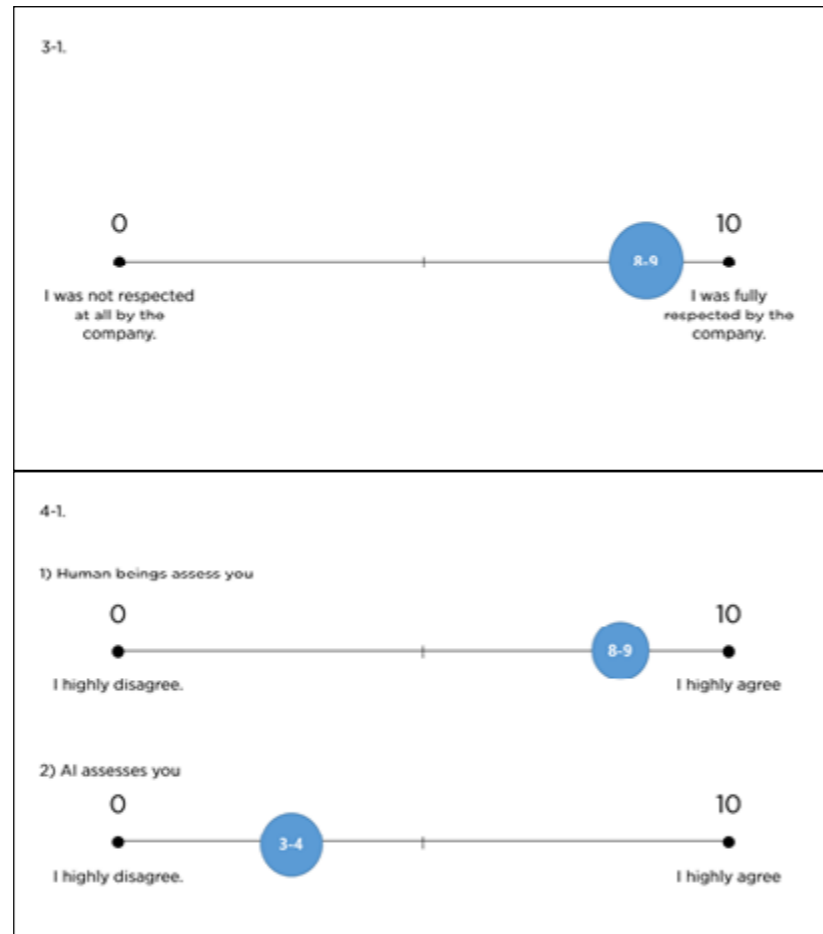 3-1.
0 10
8-9
I was not respected
at all by the
company.
I was fully
respected by the
company.
4-1.
1) Human beings assess you
0 10
8-9
I highly disagree. I highly agree
2) AI assesses you
0 10
3-4
I highly disagree. I highly agree